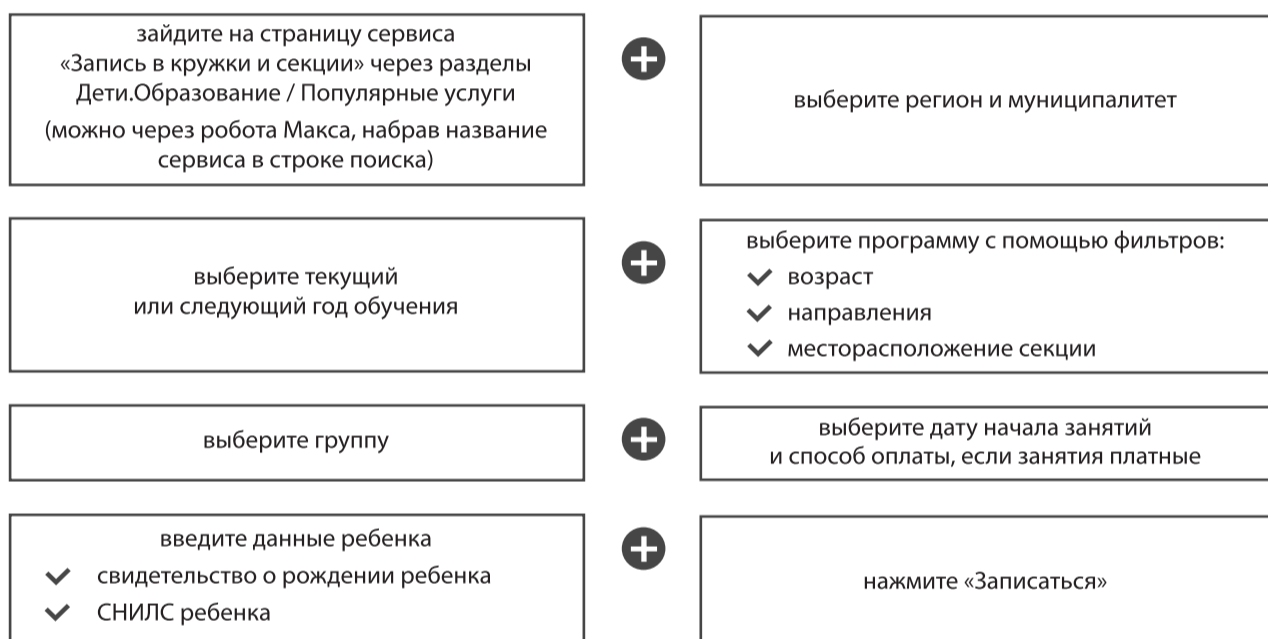 зайдите на страницу сервиса
«Запись в кружки и секции» через разделы
Дети.Образование / Популярные услуги
(можно через робота Макса, набрав название
сервиса в строке поиска)
выберите регион и муниципалитет
выберите текущий
или следующий год обучения
выберите программу с помощью фильтров:
возраст
направления
месторасположение секции
выберите группу
выберите дату начала занятий
и способ оплаты, если занятия платные
введите данные ребенка
свидетельство о рождении ребенка
СНИЛС ребенка
нажмите «Записаться»